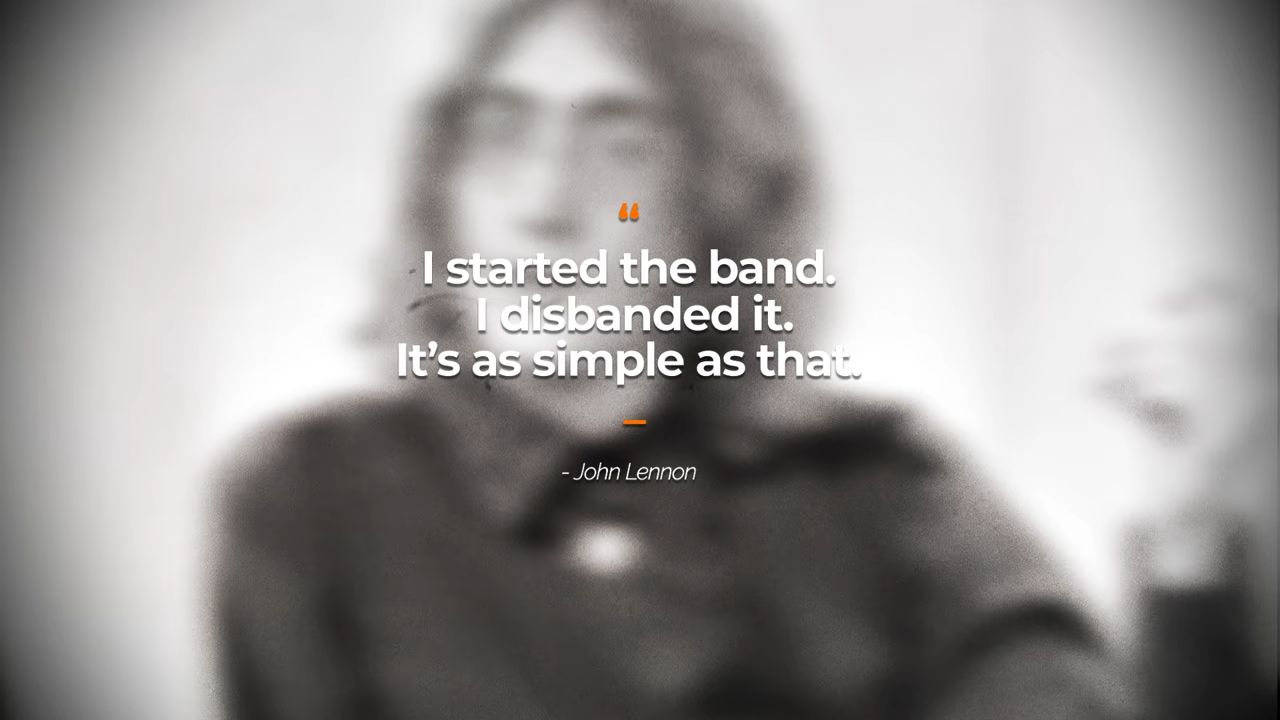 “
I started the band.
I disbanded it.
It’s as simple as that.
- John Lennon